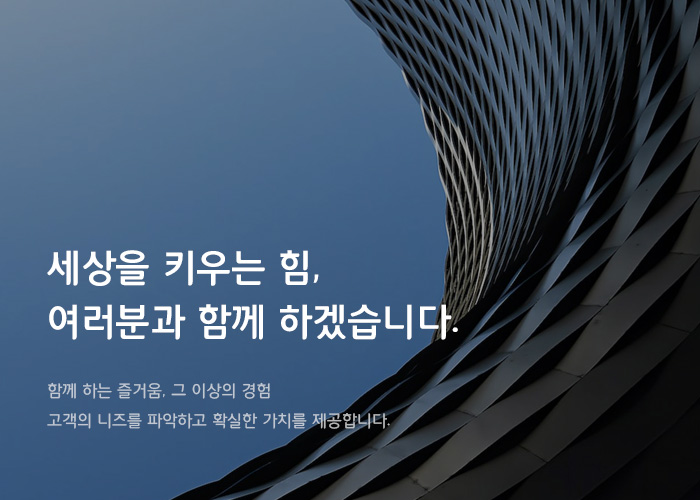 세상을 키우는 힘,
여러분과 함께 하겠습니다.
함께 하는 즐거움, 그 이상의 경험
고객의 니즈를 파악하고 확실한 가치를 제공합니다.